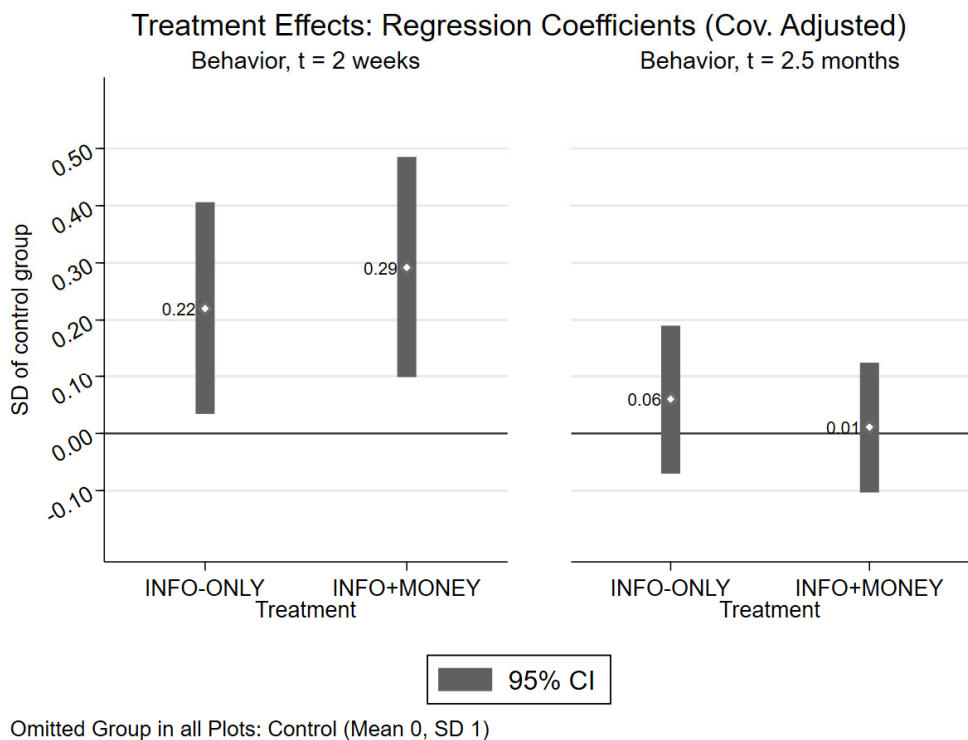 Treatment Effects: Regression Coefficients (Cov. Adjusted)
Behavior, t = 2 weeks
Behavior, t = 2.5 months
SD of control group
0.50
0.40
0.30
0.20
0.10
0.00
-0.10
0.22
0.29
0.06
0.01
INFO-ONLY
INFO+MONEY
Treatment
INFO-ONLY
INFO+MONEY
Treatment
95% CI
Omitted Group in all Plots: Control (Mean 0, SD 1)